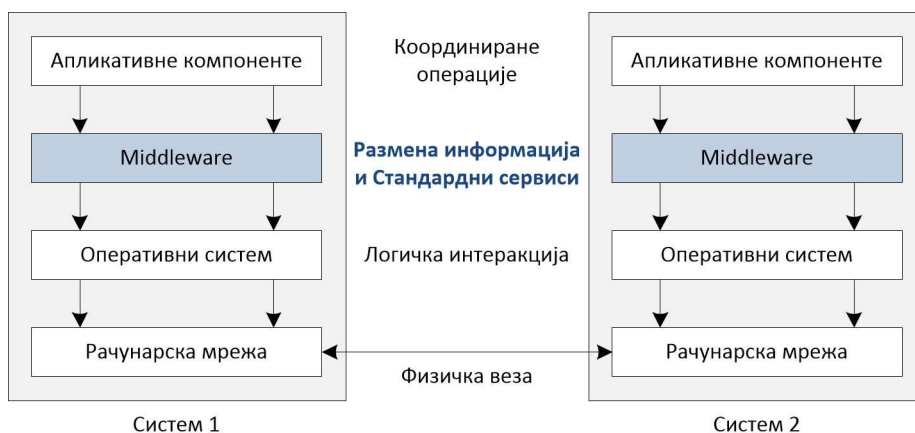 Апликативне компоненте
Middleware
Оперативни систем
Рачунарска мрежа
Систем 1
Координиране
операције
Размена информација
и Стандардни сервиси
Логичка интеракција
Физичка веза
Апликативне компоненте
Middleware
Оперативни систем
Рачунарска мрежа
Систем 2